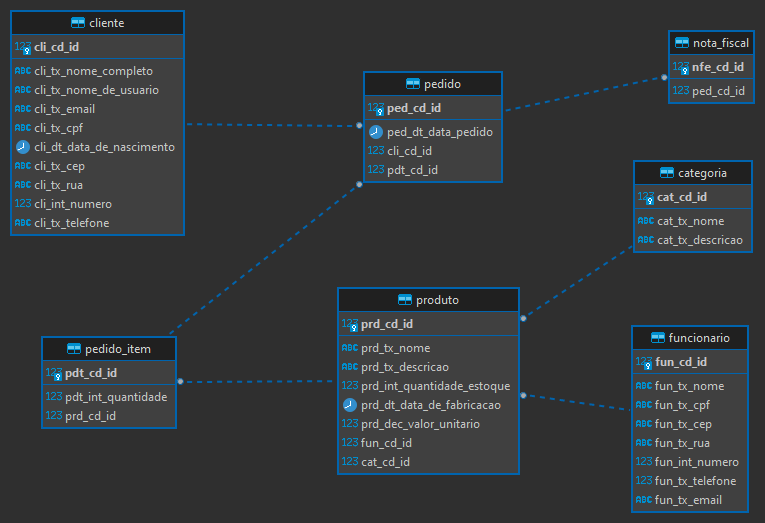 cliente
123 cli_cd_id
ABC cli_tx_nome_completo
ABC cli_tx_nome_de_usuario
ABC cli_tx_email
ABC cli_tx_cpf
cli_dt_data_de_nascimento
ABC cli_tx_cep
ABC cli_tx_rua
123 cli_int_numero
ABC cli_tx_telefone
pedido
123 ped_cd_id
ped_dt_data_pedido
123 cli_cd_id
123 pdt_cd_id
nota_fiscal
123 nfe_cd_id
123 ped_cd_id
categoria
123 cat_cd_id
ABC cat_tx_nome
ABC cat_tx_descricao
produto
123 prd_cd_id
ABC prd_tx_nome
ABC prd_tx_descricao
123 prd_int_quantidade_estoque
prd_dt_data_de_fabricacao
123 prd_dec_valor_unitario
123 fun_cd_id
123 cat_cd_id
pedido_item
123 pdt_cd_id
123 pdt_int_quantidade
123 prd_cd_id
funcionario
123 fun_cd_id
ABC fun_tx_nome
ABC fun_tx_cpf
ABC fun_tx_cep
ABC fun_tx_rua
123 fun_int_numero
123 fun_tx_telefone
ABC fun_tx_email